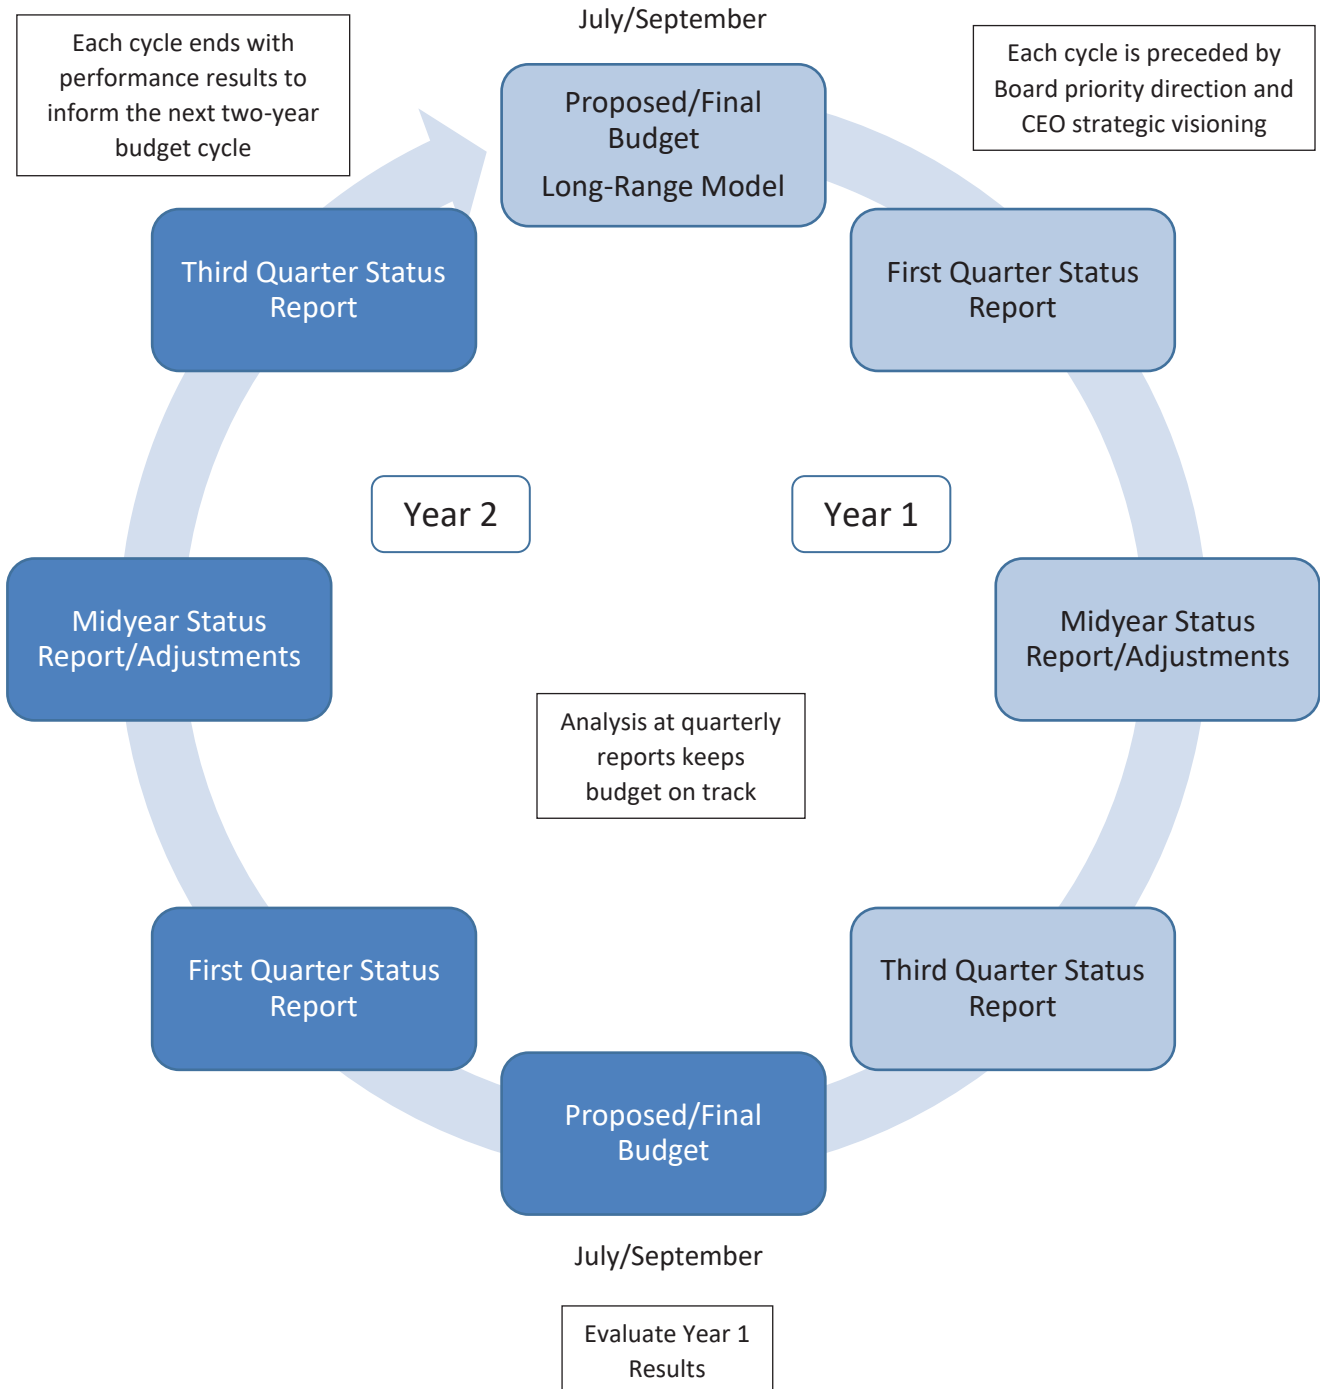 July/September
Each cycle ends with
performance results to
inform the next two-year
budget cycle
Each cycle is preceded by
Board priority direction and
CEO strategic visioning
Proposed/Final
Budget
Long-Range Model
Third Quarter Status
Report
First Quarter Status
Report
Year 2
Year 1
Midyear Status
Report/Adjustments
Midyear Status
Report/Adjustments
Analysis at quarterly
reports keeps
budget on track
First Quarter Status
Report
Third Quarter Status
Report
Proposed/Final
Budget
July/September
Evaluate Year 1
Results